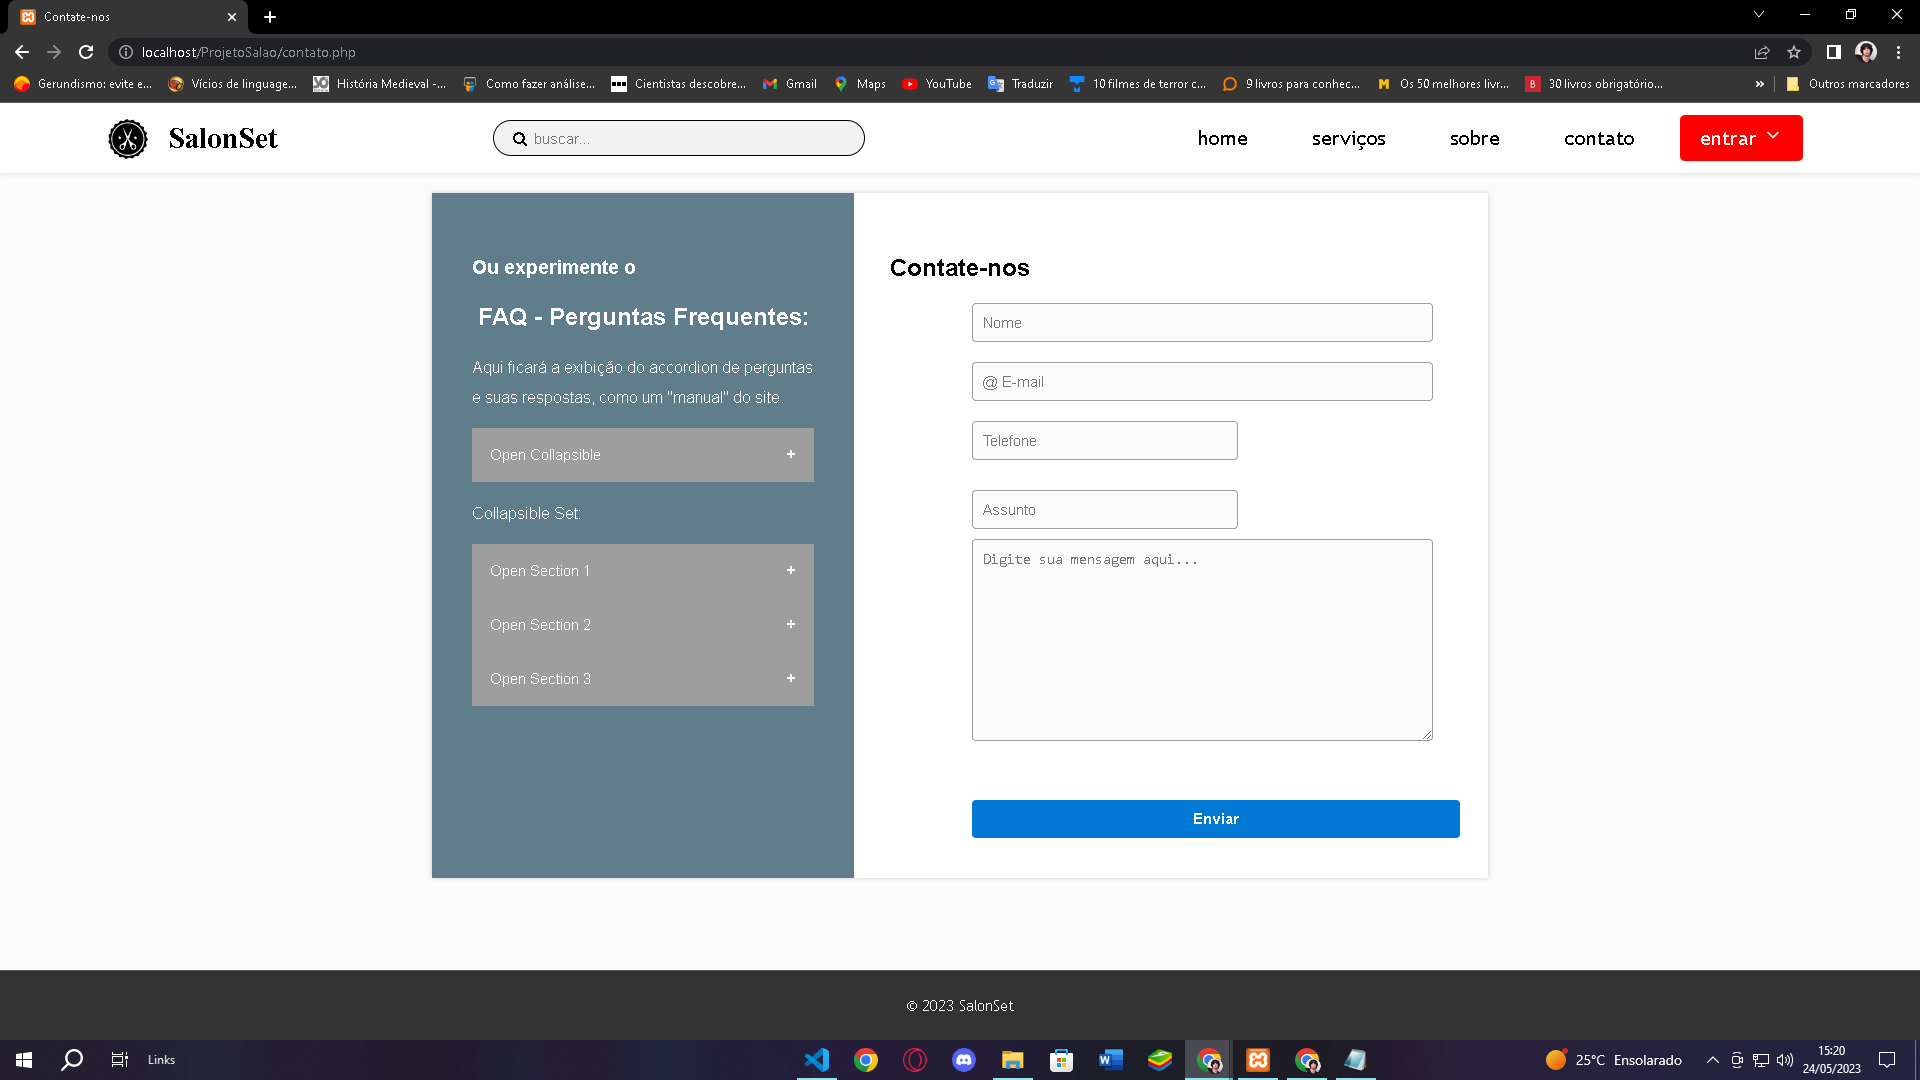 Contate-nos
localhost/ProjetoSalao/contato.php
Gerundismo: evite e... Vícios de linguage... História Medieval -... Como fazer análise... Cientistas descobre... Gmail Maps YouTube Traduzir 10 filmes de terror c... 9 livros para conhec... Os 50 melhores livr... 30 livros obrigatório... » Outros marcadores
SalonSet buscar... home serviços sobre contato entrar
Ou experimente o
FAQ - Perguntas Frequentes:
Aqui ficará a exibição do accordion de perguntas
e suas respostas, como um "manual" do site.
Open Collapsible +
Collapsible Set:
Open Section 1 +
Open Section 2 +
Open Section 3 +
Contate-nos
Nome
@ E-mail
Telefone
Assunto
Digite sua mensagem aqui...
Enviar
© 2023 SalonSet
Links 25°C Ensolarado 15:20
24/05/2023